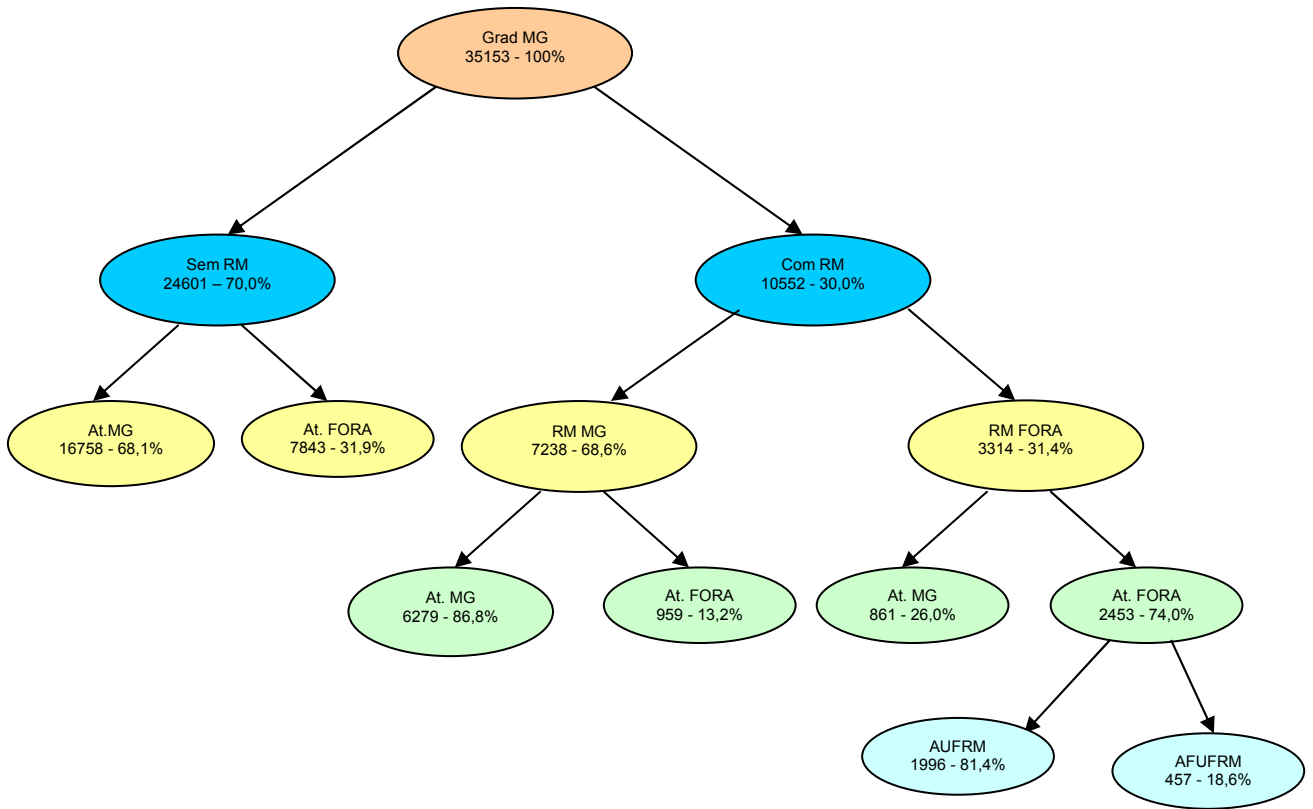 Grad MG
35153 - 100%
Sem RM
24601 – 70,0%
Com RM
10552 - 30,0%
At.MG
16758 - 68,1%
At. FORA
7843 - 31,9%
RM MG
7238 - 68,6%
RM FORA
3314 - 31,4%
At. MG
6279 - 86,8%
At. FORA
959 - 13,2%
At. MG
861 - 26,0%
At. FORA
2453 - 74,0%
AUFRM
1996 - 81,4%
AFUFRM
457 - 18,6%